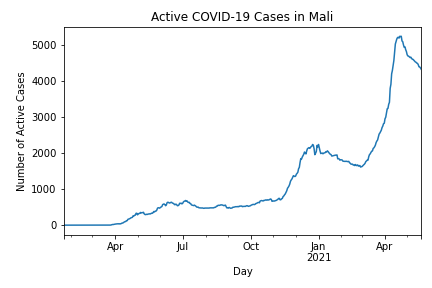 Active COVID-19 Cases in Mali
Number of Active Cases
5000
4000
3000
2000
1000
0
Apr
Jul
Oct
Jan
2021
Apr
Day